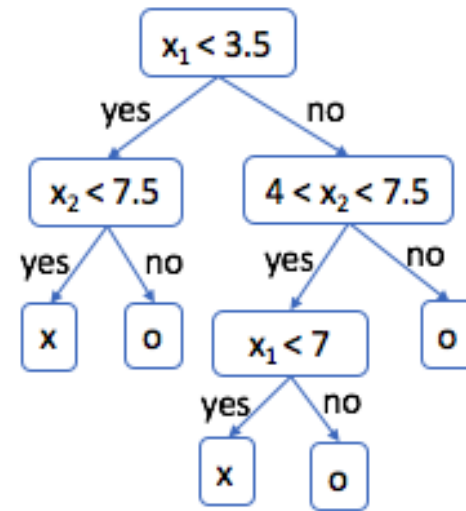 x₁ < 3.5
yes no
x₂ < 7.5 4 < x₂ < 7.5
yes no yes no
x o x₁ < 7 o
yes no
x o